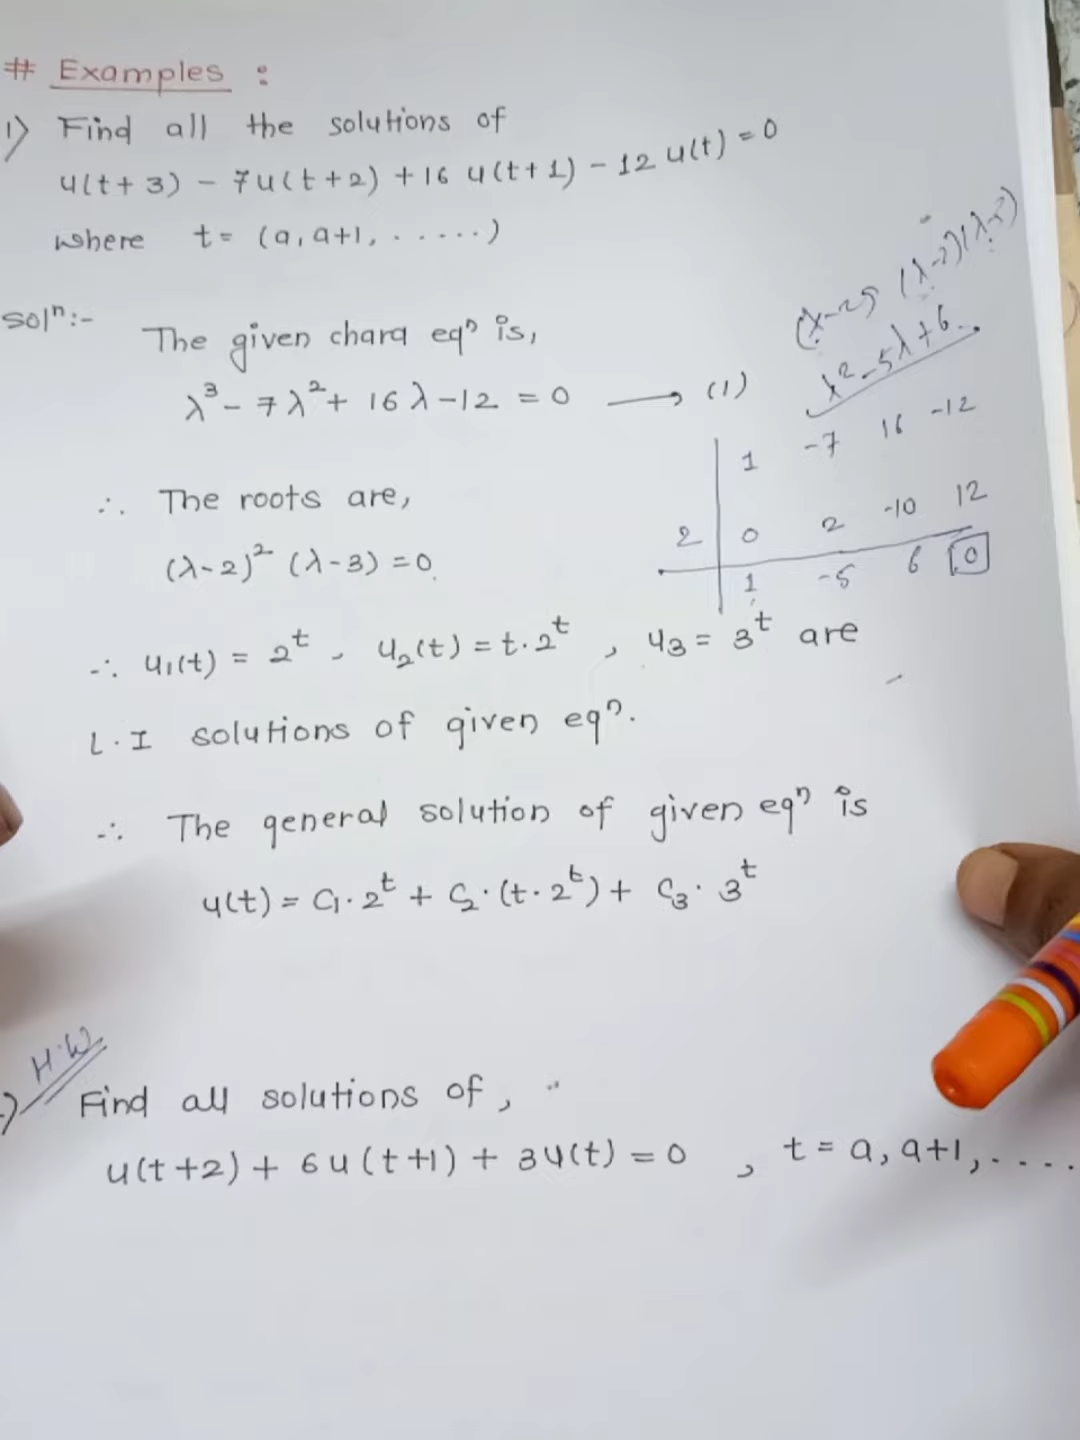 # Examples :
1) Find all the solutions of
u(t+3) - 7u(t+2) + 16 u(t+1) - 12 u(t) = 0
where t = (a, a+1, ......)
Solⁿ:-
The given chara eqⁿ is,
λ³ - 7λ² + 16λ - 12 = 0 ⟶ (1)
(λ-2)(λ-3)
λ² - 5λ + 6
1 -7 16 -12
2 0 2 -10 12
1 -5 6 0
∴ The roots are,
(λ-2)² (λ-3) = 0
∴ u₁(t) = 2ᵗ , u₂(t) = t·2ᵗ , u₃ = 3ᵗ are
L.I solutions of given eqⁿ.
∴ The general solution of given eqⁿ is
u(t) = C₁·2ᵗ + C₂·(t·2ᵗ) + C₃·3ᵗ
H.W
Find all solutions of,
u(t+2) + 6u(t+1) + 3u(t) = 0 , t = a, a+1, ....